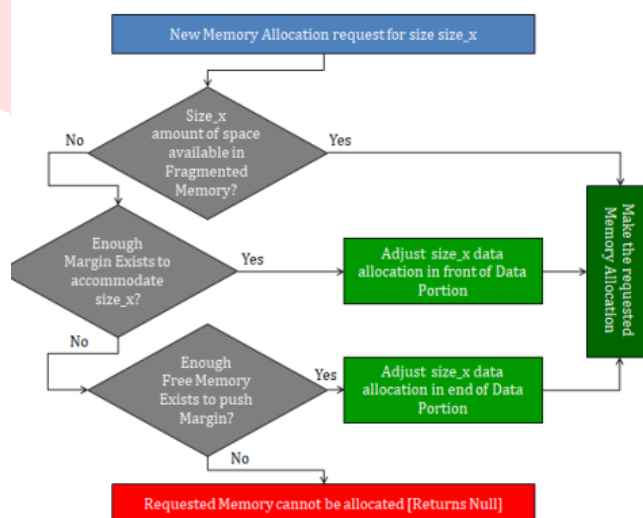 New Memory Allocation request for size size_x
Size_x
amount of space
available in
Fragmented
Memory?
No
Yes
Make the requested
Memory Allocation
Enough
Margin Exists to
accommodate
size_x?
Yes
Adjust size_x data
allocation in front of Data
Portion
No
Enough
Free Memory
Exists to push
Margin?
Yes
Adjust size_x data
allocation in end of Data
Portion
No
Requested Memory cannot be allocated [Returns Null]